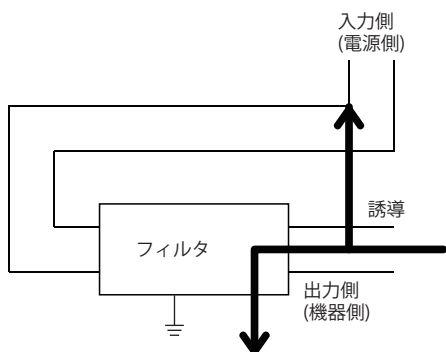 入力側
(電源側)
誘導
フィルタ
出力側
(機器側)